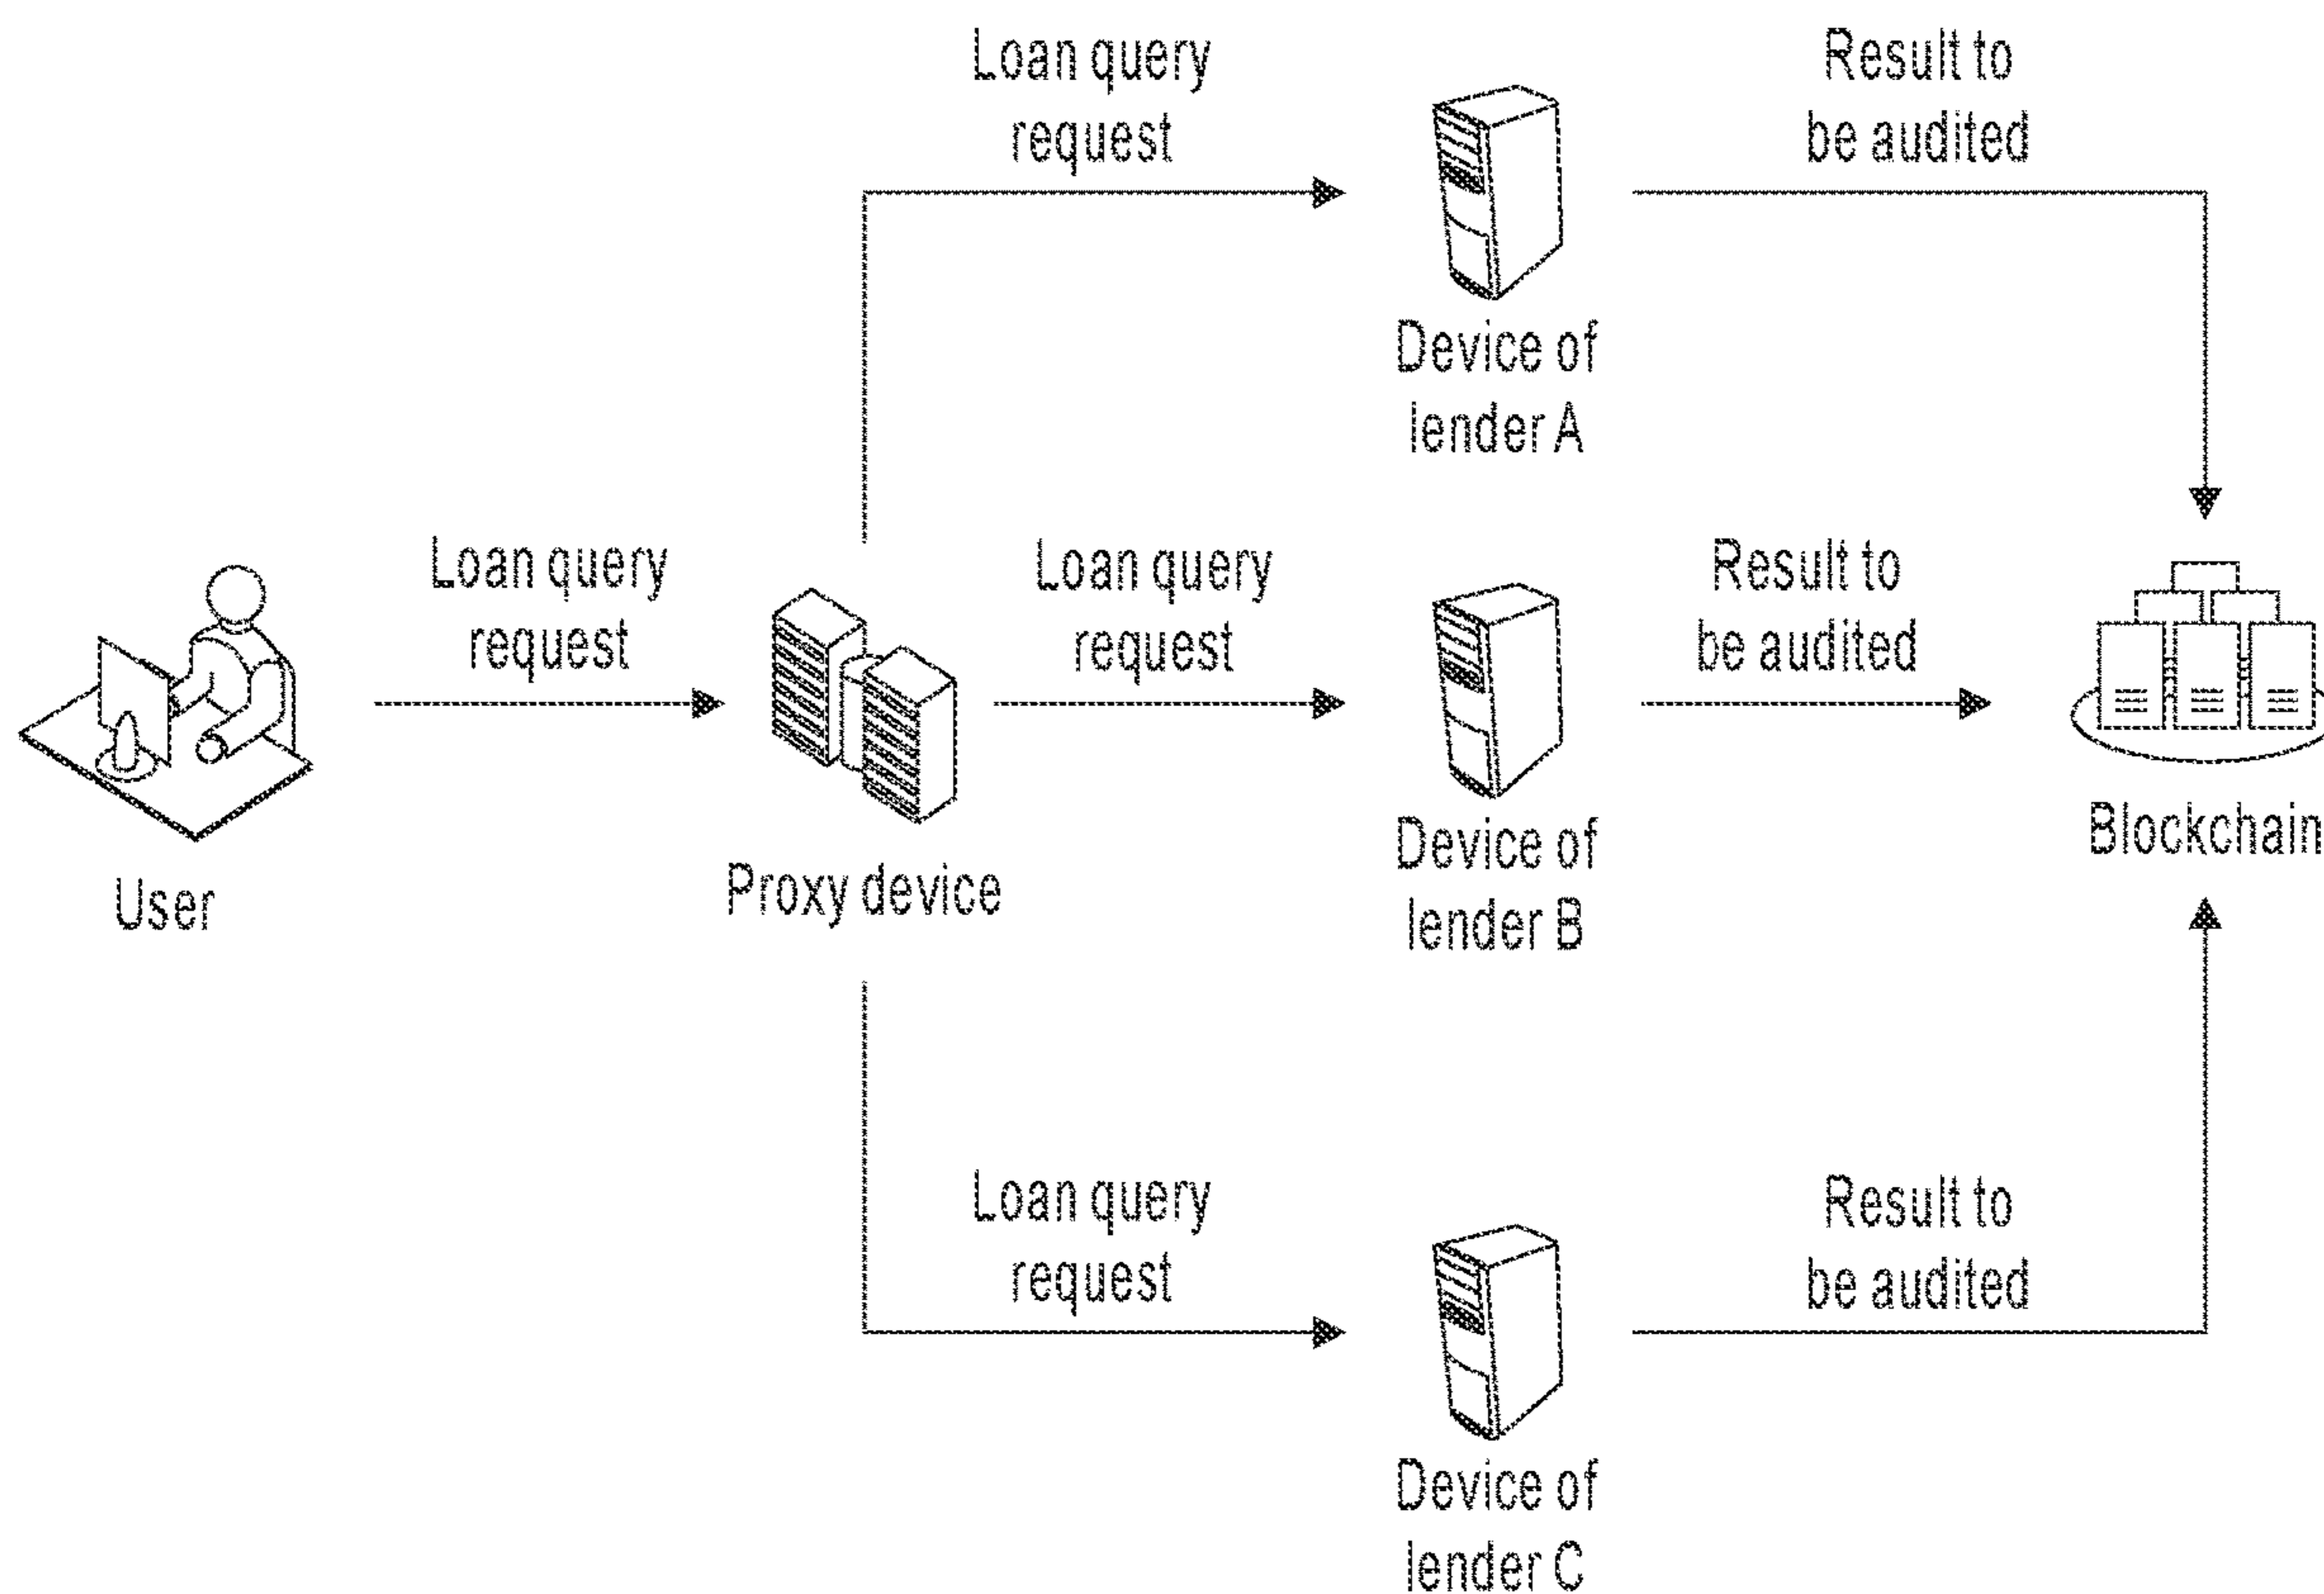 Loan query
request
Result to
be audited
Device of
lender A
Loan query
request
Loan query
request
Result to
be audited
User
Proxy device
Device of
lender B
Blockchain
Loan query
request
Result to
be audited
Device of
lender C